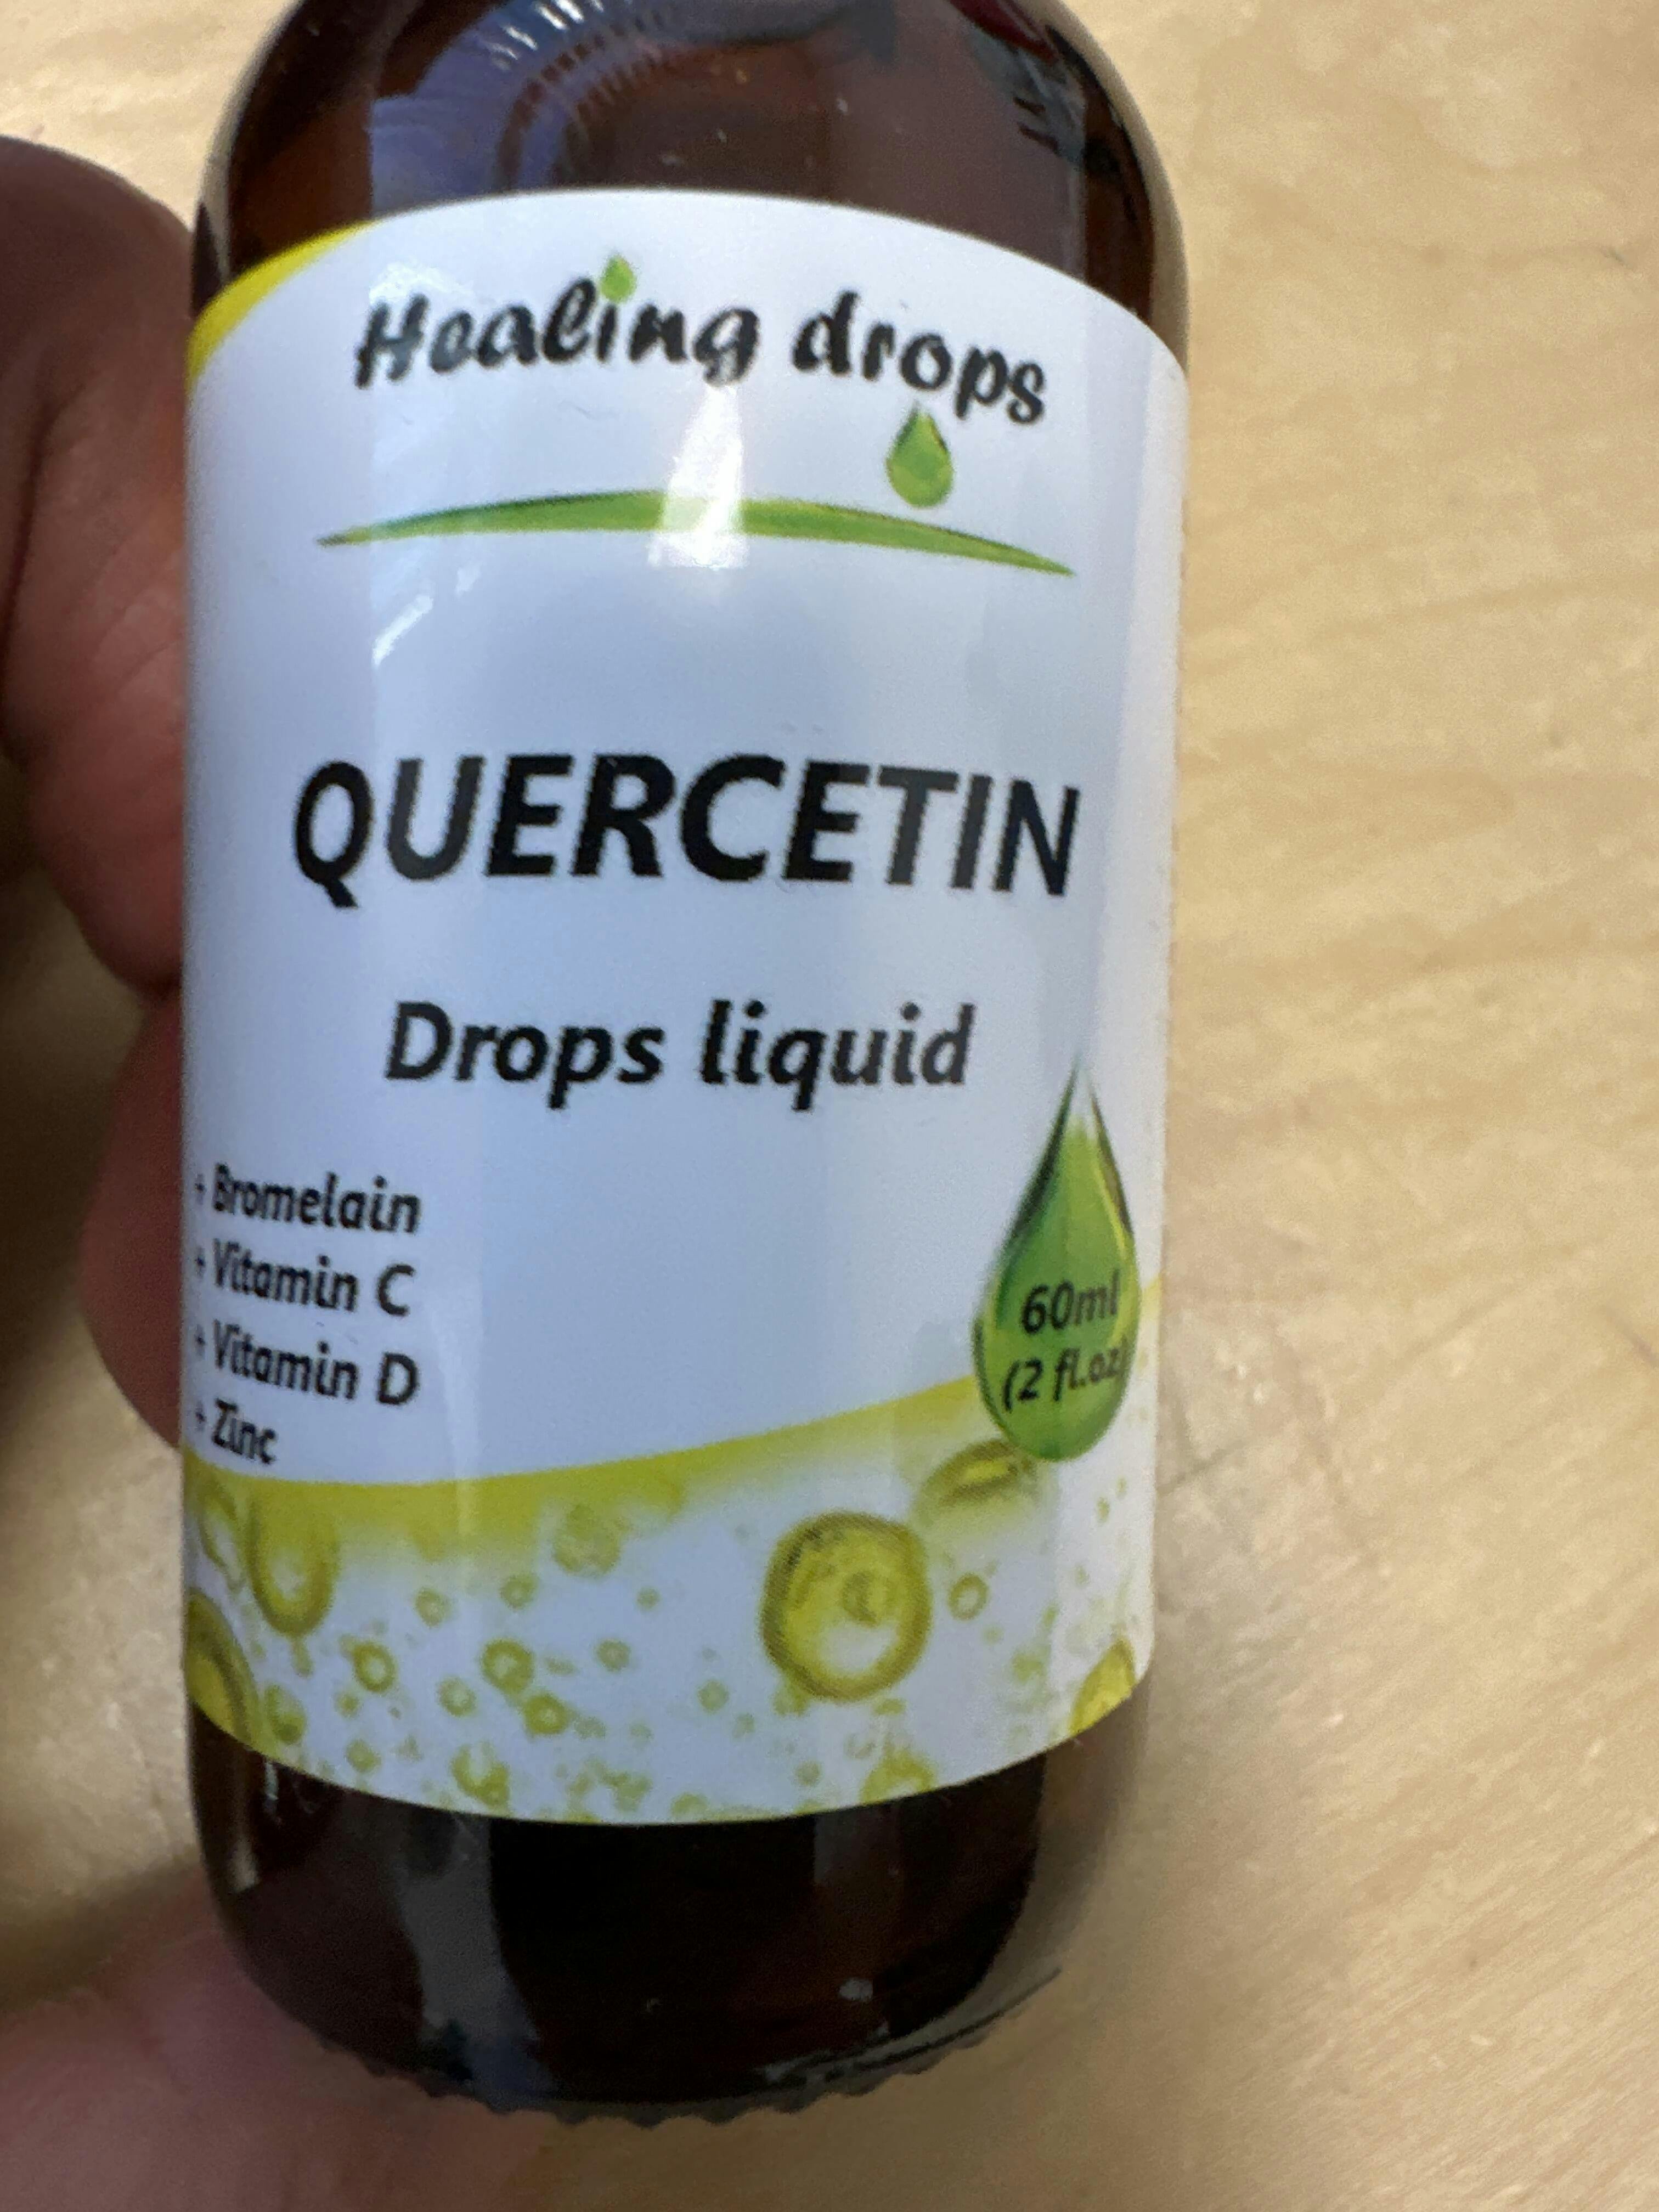 Healing drops
QUERCETIN
Drops liquid
+ Bromelain
+ Vitamin C
+ Vitamin D
+ Zinc
60ml
(2 fl.oz)